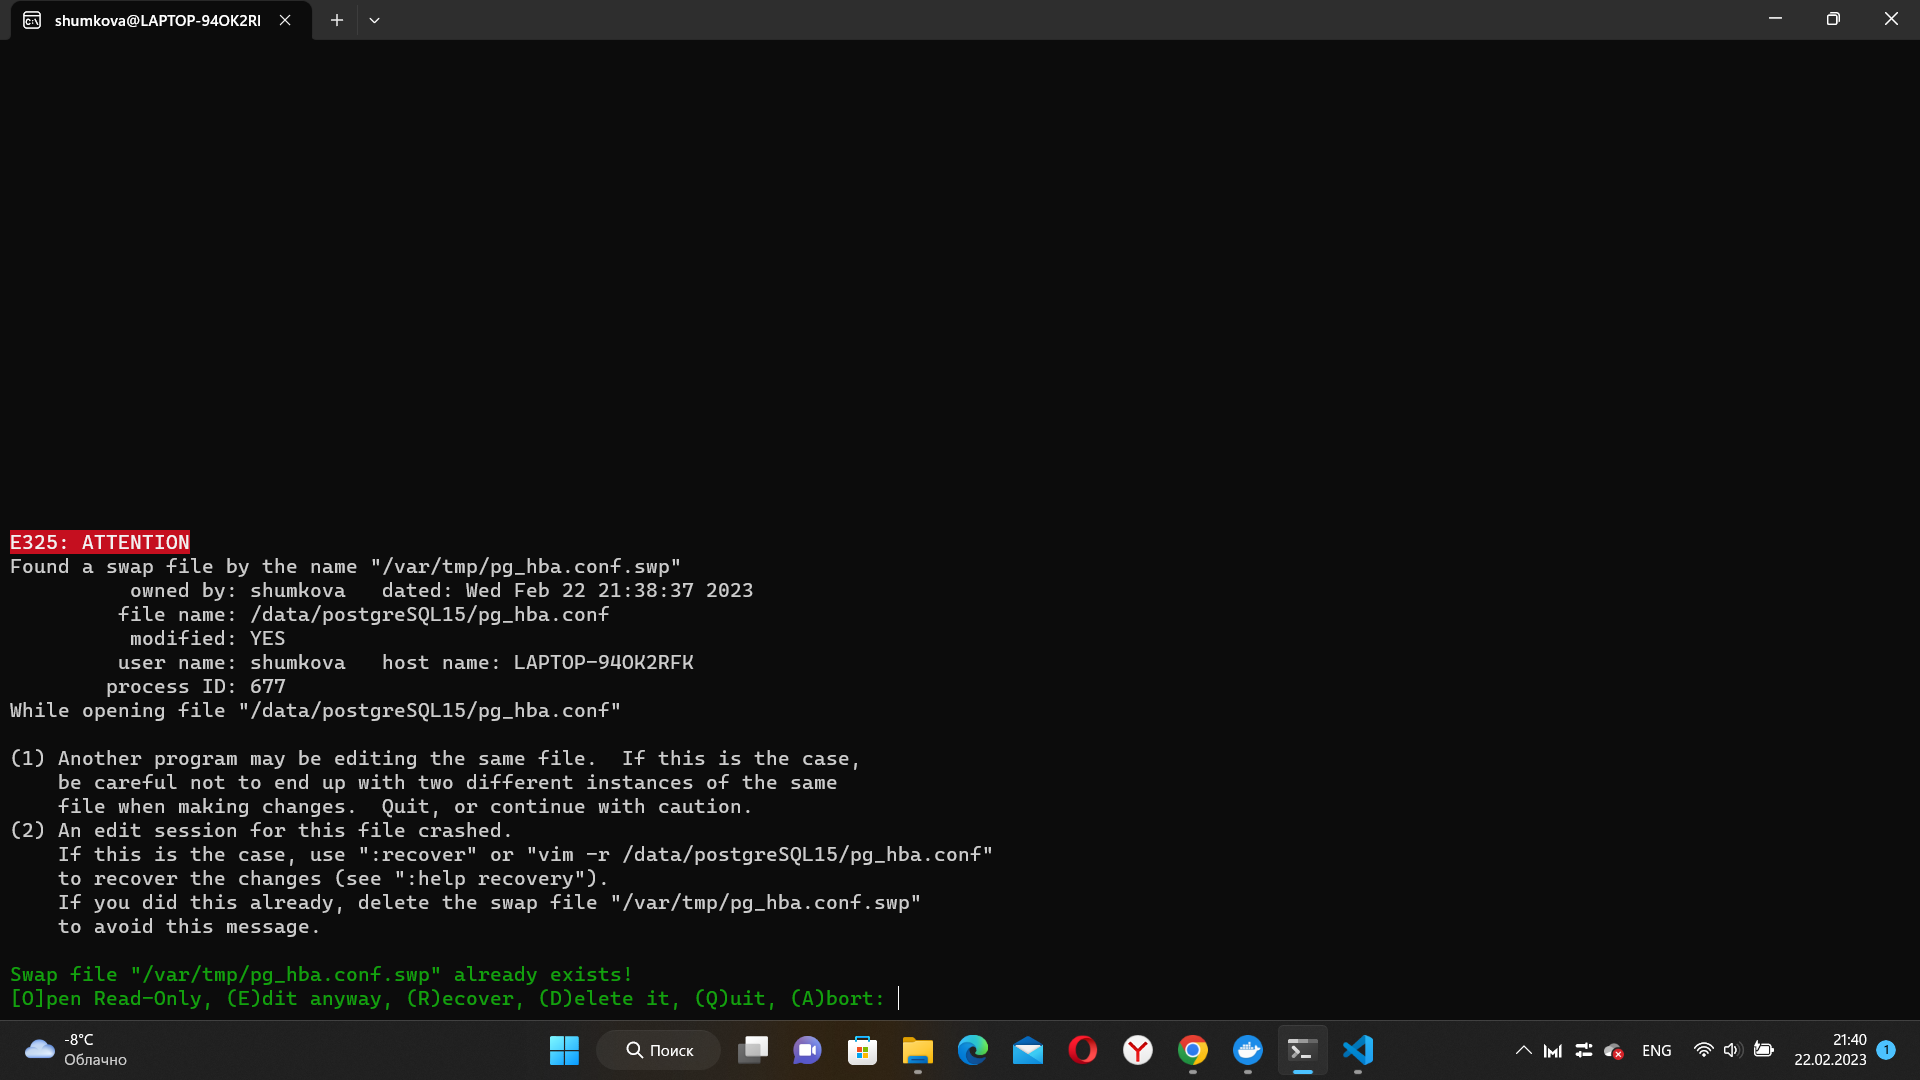 shumkova@LAPTOP-94OK2RI
E325: ATTENTION
Found a swap file by the name "/var/tmp/pg_hba.conf.swp"
          owned by: shumkova   dated: Wed Feb 22 21:38:37 2023
         file name: /data/postgreSQL15/pg_hba.conf
          modified: YES
         user name: shumkova   host name: LAPTOP-94OK2RFK
        process ID: 677
While opening file "/data/postgreSQL15/pg_hba.conf"
(1) Another program may be editing the same file.  If this is the case,
    be careful not to end up with two different instances of the same
    file when making changes.  Quit, or continue with caution.
(2) An edit session for this file crashed.
    If this is the case, use ":recover" or "vim -r /data/postgreSQL15/pg_hba.conf"
    to recover the changes (see ":help recovery").
    If you did this already, delete the swap file "/var/tmp/pg_hba.conf.swp"
    to avoid this message.
Swap file "/var/tmp/pg_hba.conf.swp" already exists!
[O]pen Read-Only, (E)dit anyway, (R)ecover, (D)elete it, (Q)uit, (A)bort:
-8°C
Облачно
Поиск
ENG
21:40
22.02.2023
1